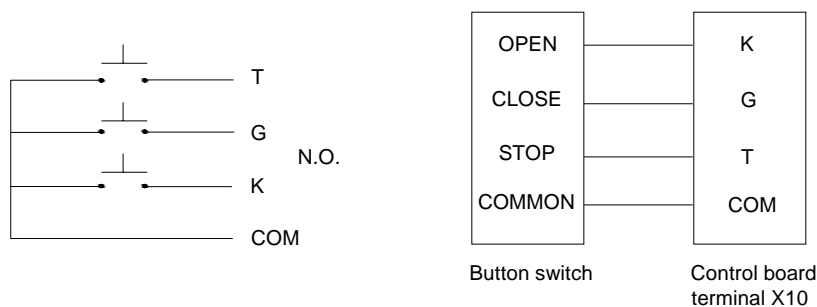 T
G
N.O.
K
COM
OPEN
K
CLOSE
G
STOP
T
COMMON
COM
Button switch
Control board
terminal X10